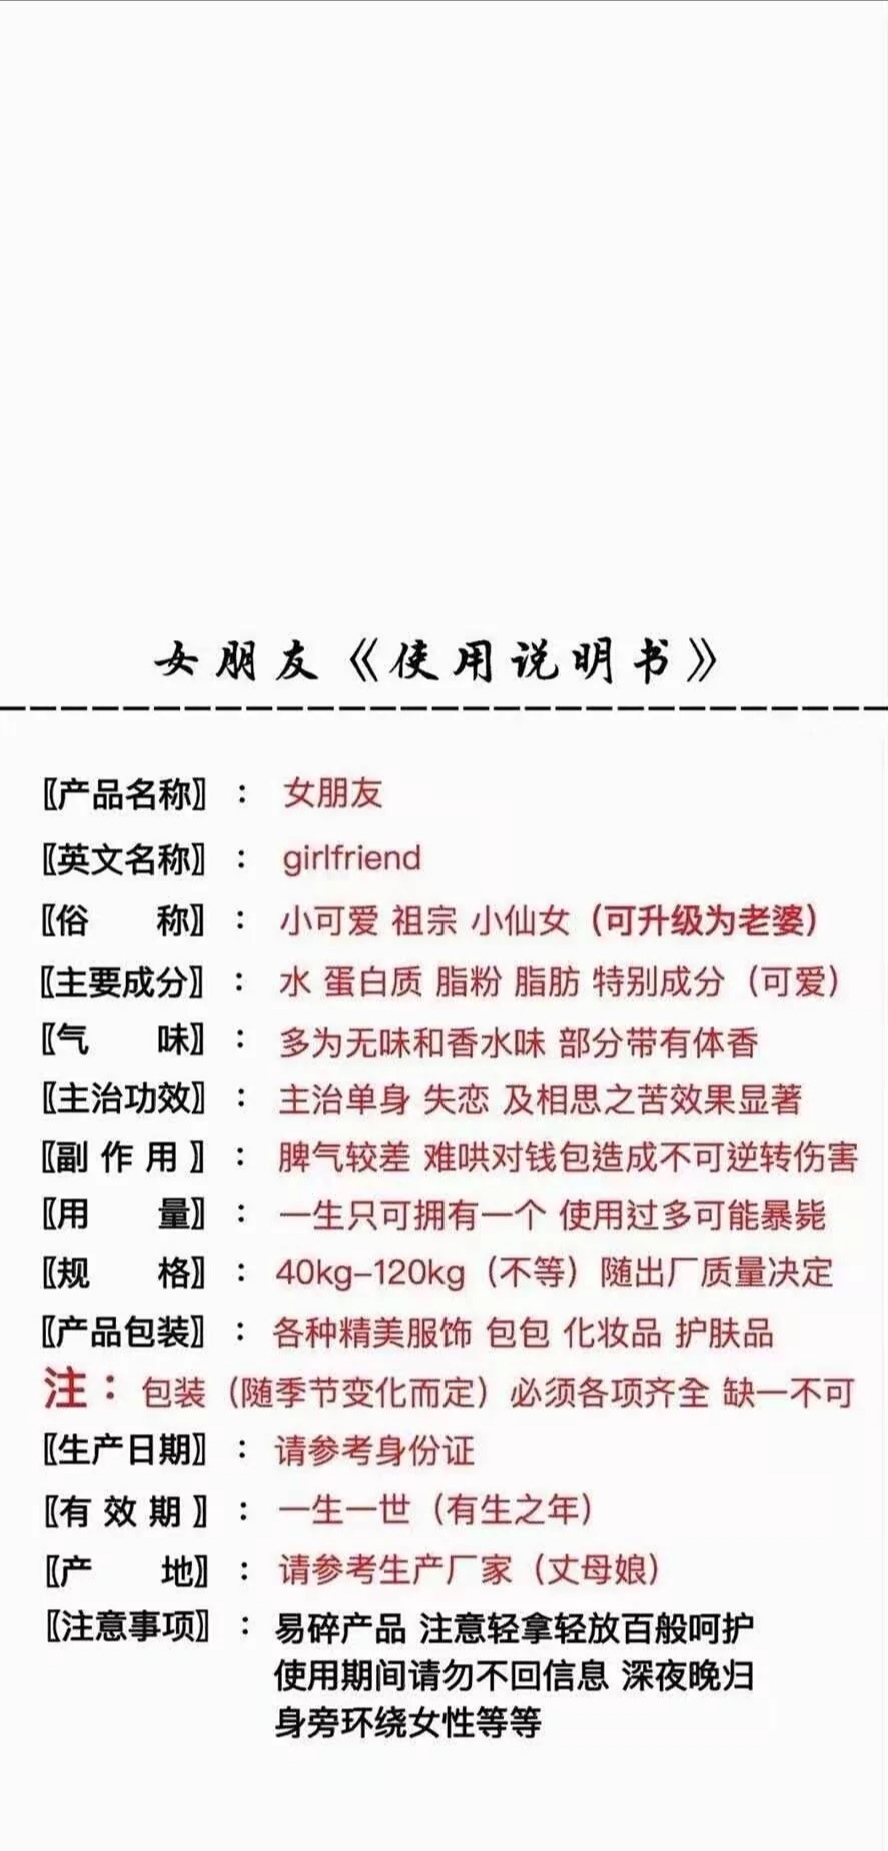 女朋友《使用说明书》
〖产品名称〗：女朋友
〖英文名称〗：girlfriend
〖俗　　称〗：小可爱 祖宗 小仙女（可升级为老婆）
〖主要成分〗：水 蛋白质 脂粉 脂肪 特别成分（可爱）
〖气　　味〗：多为无味和香水味 部分带有体香
〖主治功效〗：主治单身 失恋 及相思之苦效果显著
〖副 作 用 〗：脾气较差 难哄对钱包造成不可逆转伤害
〖用　　量〗：一生只可拥有一个 使用过多可能暴毙
〖规　　格〗：40kg-120kg（不等）随出厂质量决定
〖产品包装〗：各种精美服饰 包包 化妆品 护肤品
注：包装（随季节变化而定）必须各项齐全 缺一不可
〖生产日期〗：请参考身份证
〖有 效 期 〗：一生一世（有生之年）
〖产　　地〗：请参考生产厂家（丈母娘）
〖注意事项〗：易碎产品 注意轻拿轻放百般呵护
使用期间请勿不回信息 深夜晚归
身旁环绕女性等等